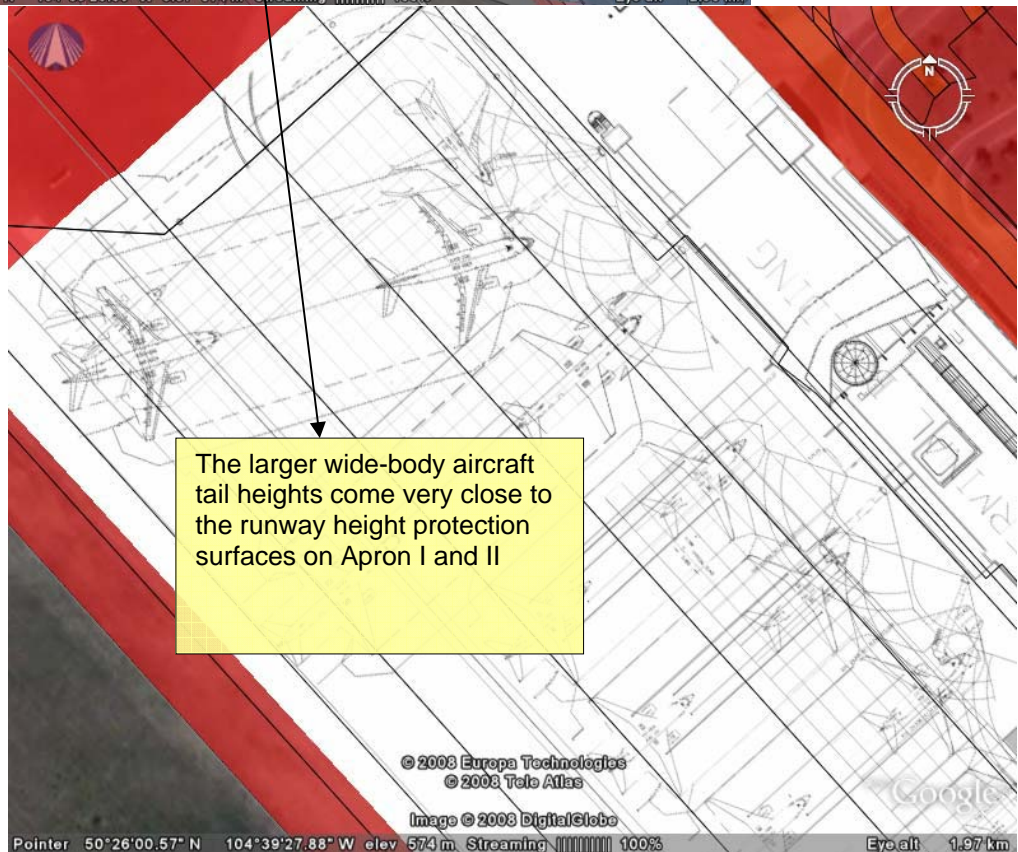 N
The larger wide-body aircraft
tail heights come very close to
the runway height protection
surfaces on Apron I and II
© 2008 Europa Technologies
© 2008 Tele Atlas
Image © 2008 DigitalGlobe
Google
Pointer 50°26'00.57" N 104°39'27.88" W elev 574 m Streaming |||||||||| 100% Eye alt 1.97 km